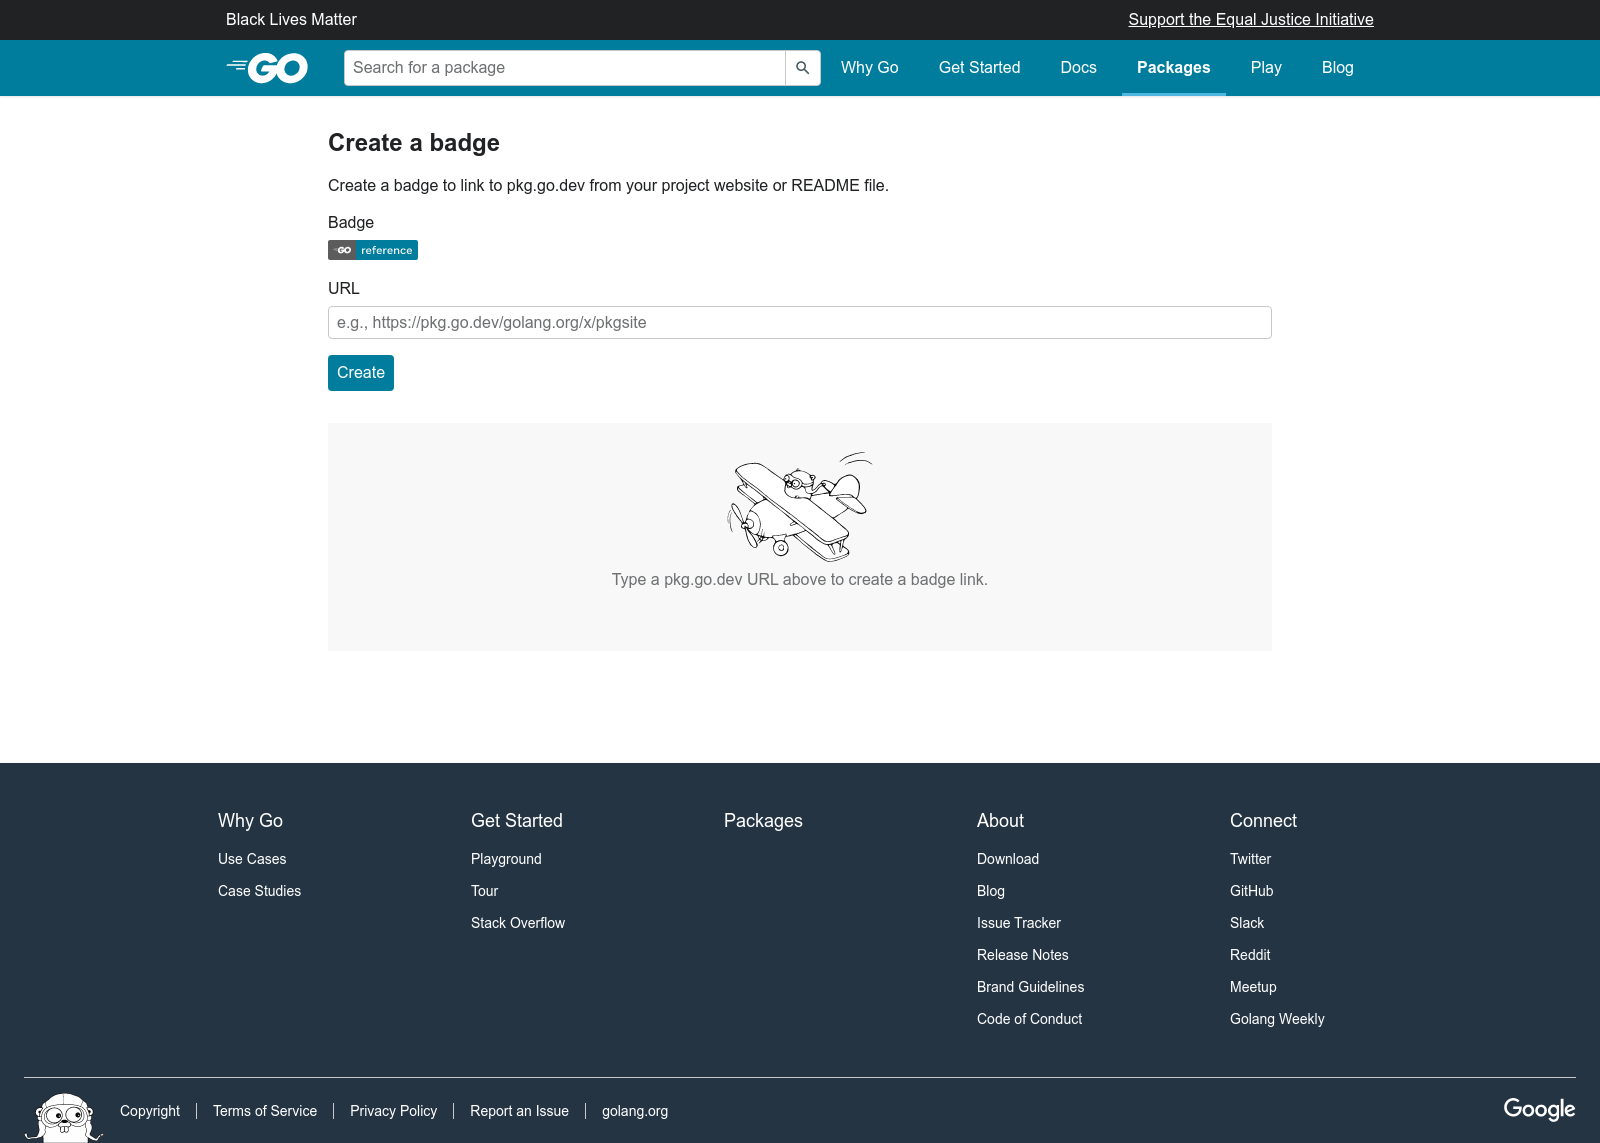 Black Lives Matter
Support the Equal Justice Initiative
GO
Search for a package
Why Go
Get Started
Docs
Packages
Play
Blog
Create a badge
Create a badge to link to pkg.go.dev from your project website or README file.
Badge
GO reference
URL
e.g., https://pkg.go.dev/golang.org/x/pkgsite
Create
Type a pkg.go.dev URL above to create a badge link.
Why Go
Use Cases
Case Studies
Get Started
Playground
Tour
Stack Overflow
Packages
About
Download
Blog
Issue Tracker
Release Notes
Brand Guidelines
Code of Conduct
Connect
Twitter
GitHub
Slack
Reddit
Meetup
Golang Weekly
Copyright
Terms of Service
Privacy Policy
Report an Issue
golang.org
Google